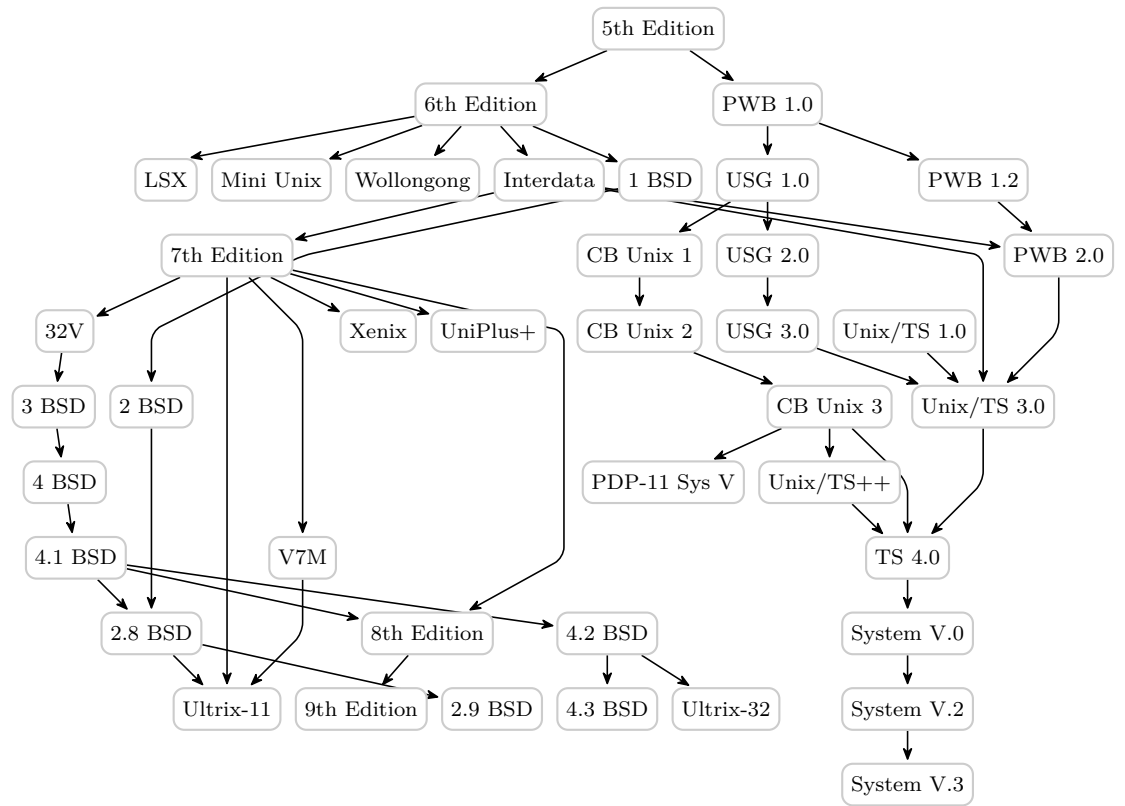 5th Edition
6th Edition
PWB 1.0
LSX
Mini Unix
Wollongong
Interdata
1 BSD
USG 1.0
PWB 1.2
7th Edition
CB Unix 1
USG 2.0
PWB 2.0
32V
Xenix
UniPlus+
CB Unix 2
USG 3.0
Unix/TS 1.0
3 BSD
2 BSD
CB Unix 3
Unix/TS 3.0
4 BSD
PDP-11 Sys V
Unix/TS++
4.1 BSD
V7M
TS 4.0
2.8 BSD
8th Edition
4.2 BSD
System V.0
Ultrix-11
9th Edition
2.9 BSD
4.3 BSD
Ultrix-32
System V.2
System V.3